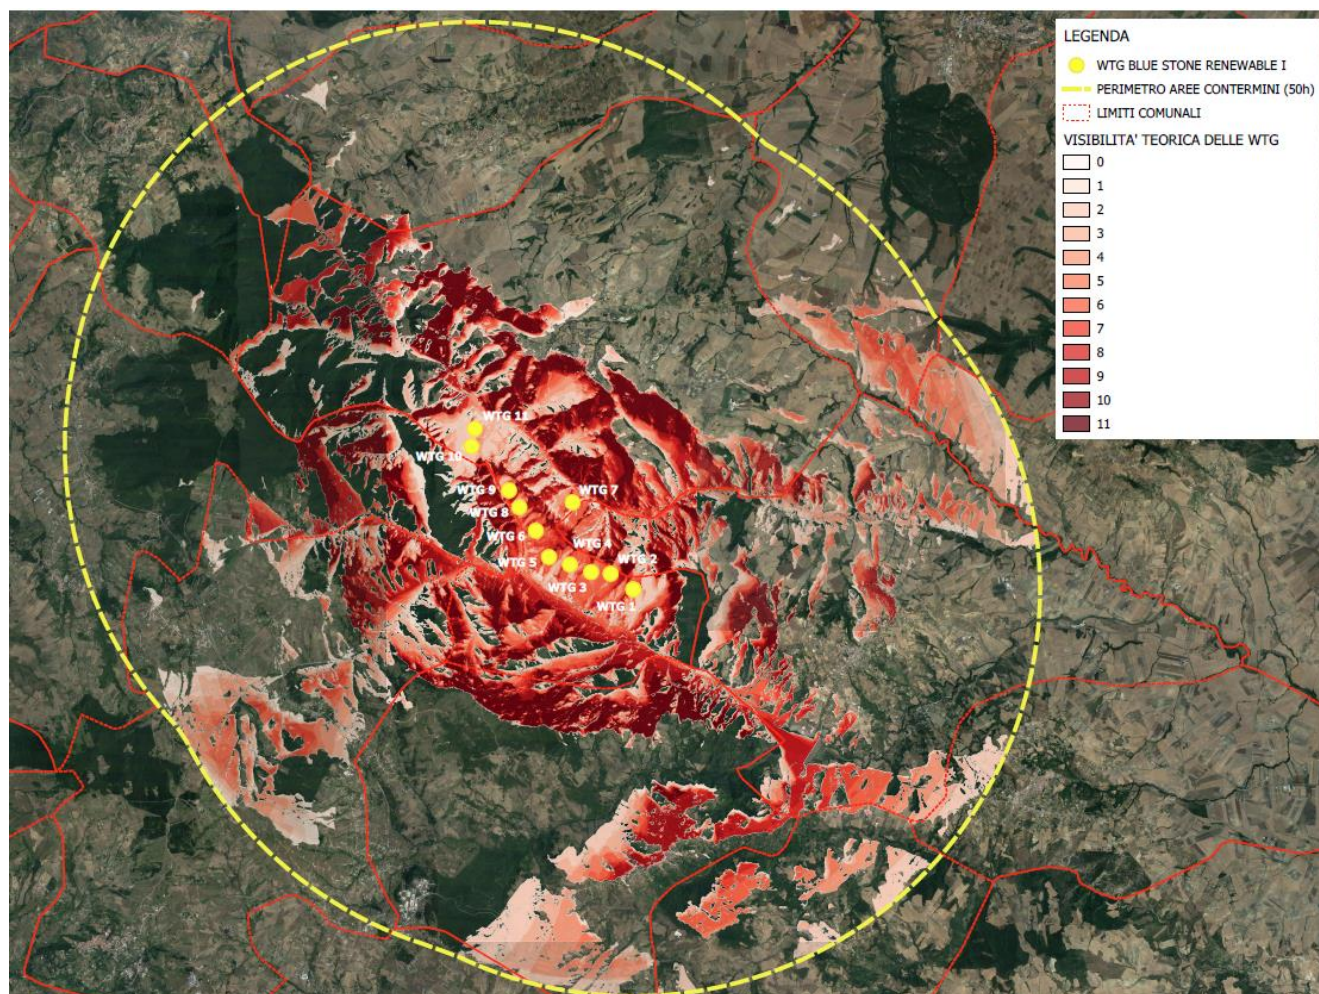 LEGENDA
WTG BLUE STONE RENEWABLE I
PERIMETRO AREE CONTERMINI (50h)
LIMITI COMUNALI
VISIBILITA' TEORICA DELLE WTG
0
1
2
3
4
5
6
7
8
9
10
11
WTG 11
WTG 10
WTG 9
WTG 7
WTG 8
WTG 6
WTG 4
WTG 5
WTG 2
WTG 3
WTG 1